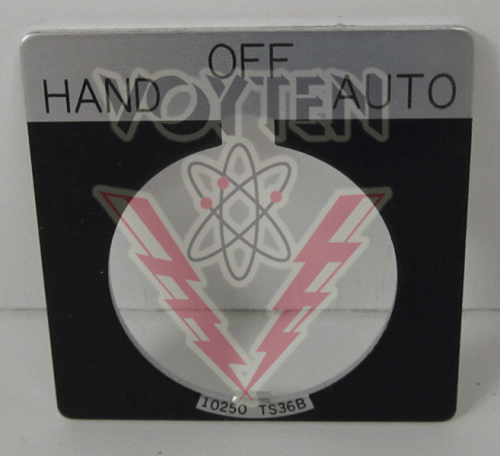 OFF
HAND AUTO
VOYTEN
10250 TS36B